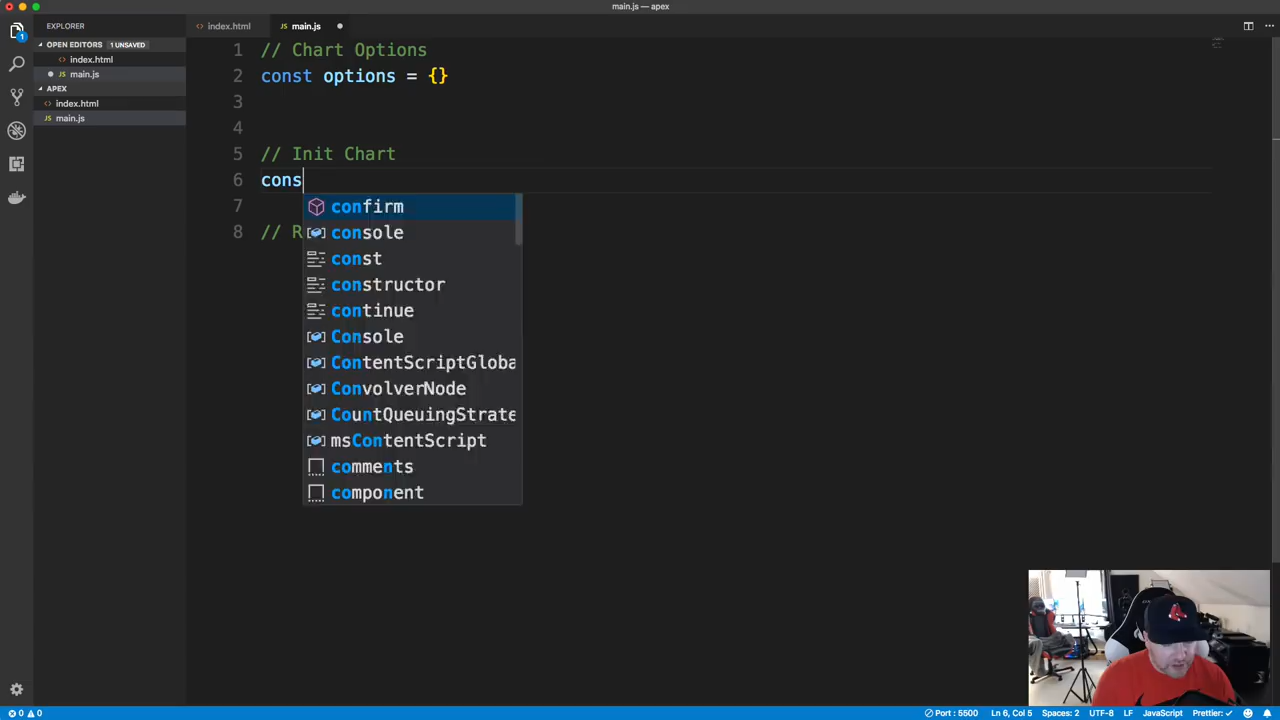 main.js — apex
EXPLORER
index.html
main.js
OPEN EDITORS 1 UNSAVED
index.html
main.js
APEX
index.html
main.js
1 // Chart Options
2 const options = {}
3
4
5 // Init Chart
6 cons
7
8 // R
confirm
console
const
constructor
continue
Console
ContentScriptGloba
ConvolverNode
CountQueuingStrate
msContentScript
comments
component
1
0 0
Port : 5500
Ln 6, Col 5
Spaces: 2
UTF-8
LF
JavaScript
Prettier: ✓